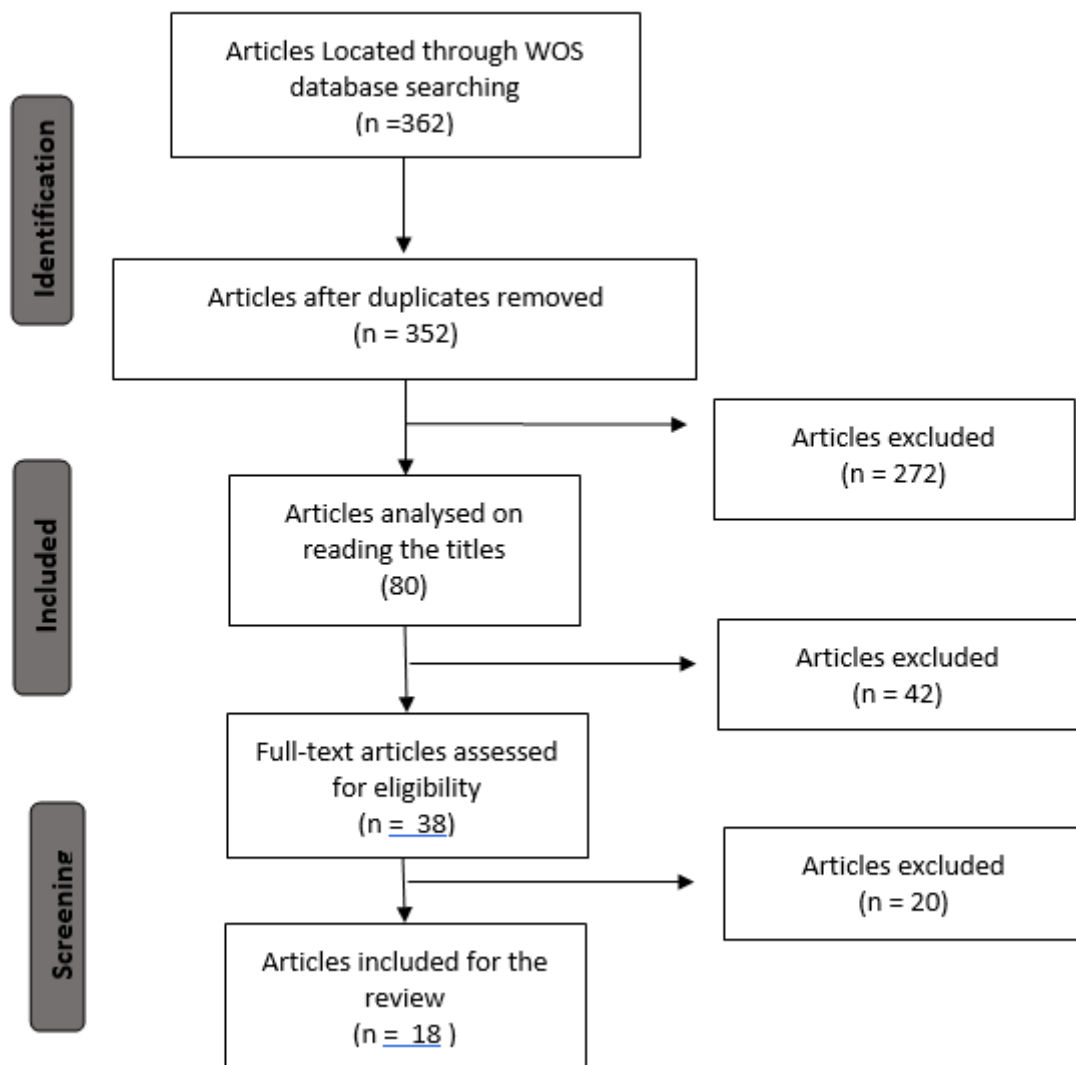 Articles Located through WOS
database searching
(n =362)
Identification
Articles after duplicates removed
(n = 352)
Articles excluded
(n = 272)
Included
Articles analysed on
reading the titles
(80)
Articles excluded
(n = 42)
Full-text articles assessed
for eligibility
(n = 38)
Screening
Articles excluded
(n = 20)
Articles included for the
review
(n = 18 )